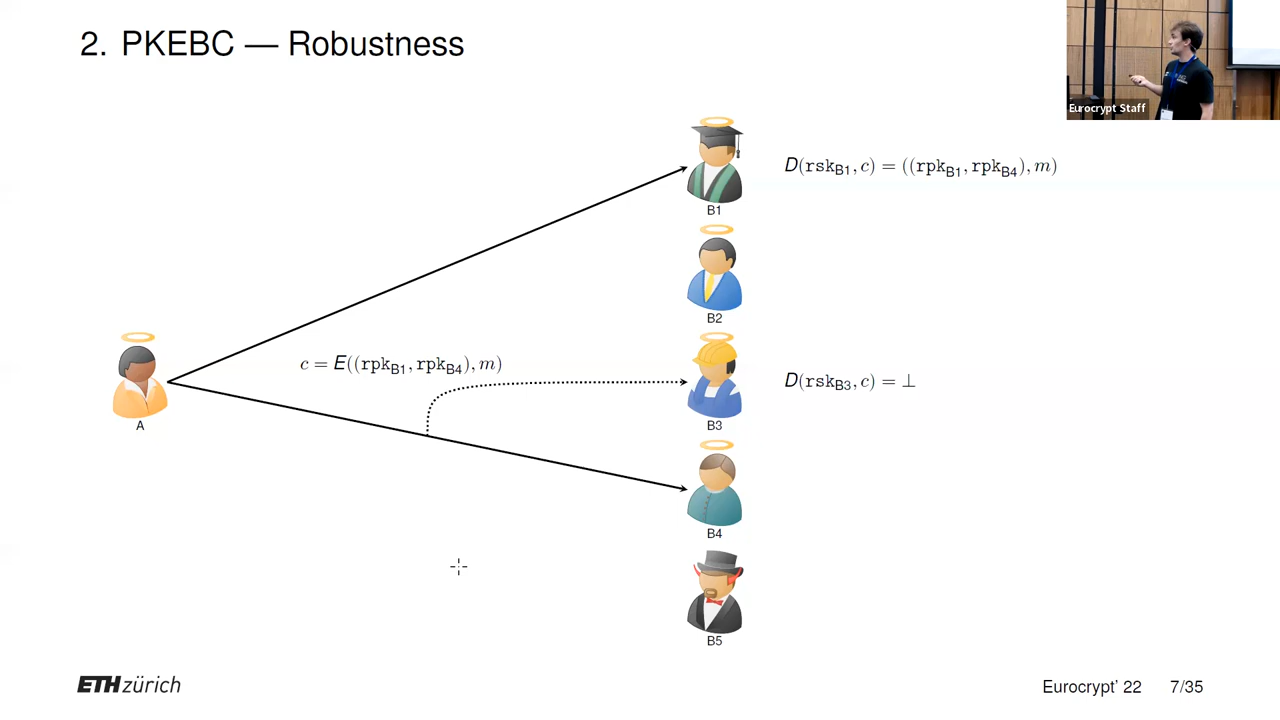 2. PKEBC — Robustness
Eurocrypt Staff
D(rsk_B1, c) = ((rpk_B1, rpk_B4), m)
B1
B2
c = E((rpk_B1, rpk_B4), m)
D(rsk_B3, c) = ⊥
A
B3
B4
B5
ETH zürich
Eurocrypt' 22 7/35